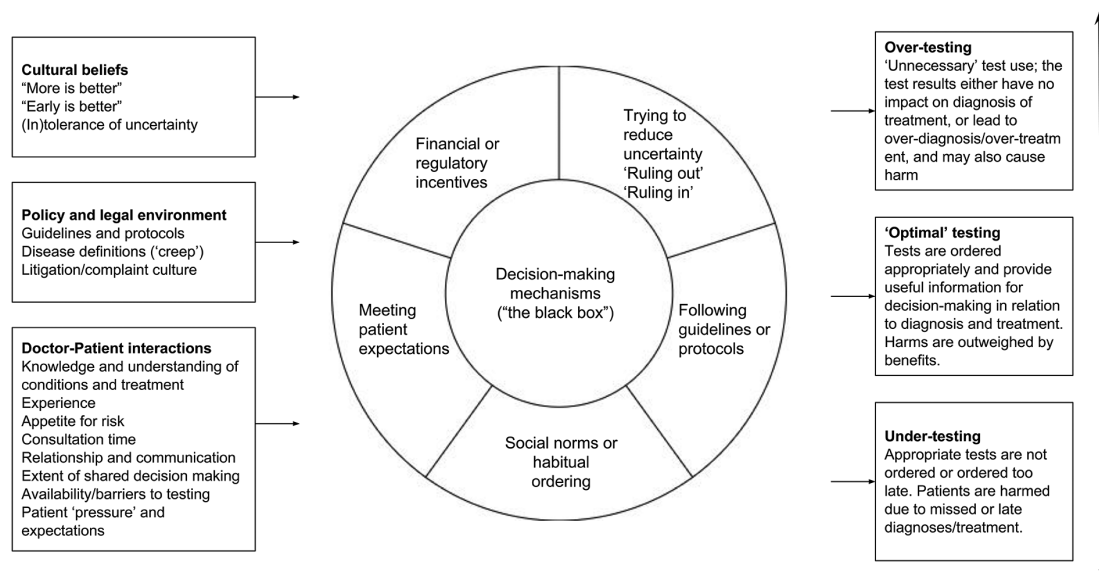 Cultural beliefs
“More is better”
“Early is better”
(In)tolerance of uncertainty
Policy and legal environment
Guidelines and protocols
Disease definitions (‘creep’)
Litigation/complaint culture
Doctor-Patient interactions
Knowledge and understanding of
conditions and treatment
Experience
Appetite for risk
Consultation time
Relationship and communication
Extent of shared decision making
Availability/barriers to testing
Patient ‘pressure’ and
expectations
Financial or
regulatory
incentives
Trying to
reduce
uncertainty
‘Ruling out’
‘Ruling in’
Decision-making
mechanisms
(“the black box”)
Meeting
patient
expectations
Following
guidelines or
protocols
Social norms or
habitual
ordering
Over-testing
‘Unnecessary’ test use; the
test results either have no
impact on diagnosis of
treatment, or lead to
over-diagnosis/over-treatm
ent, and may also cause
harm
‘Optimal’ testing
Tests are ordered
appropriately and provide
useful information for
decision-making in relation
to diagnosis and treatment.
Harms are outweighed by
benefits.
Under-testing
Appropriate tests are not
ordered or ordered too
late. Patients are harmed
due to missed or late
diagnoses/treatment.